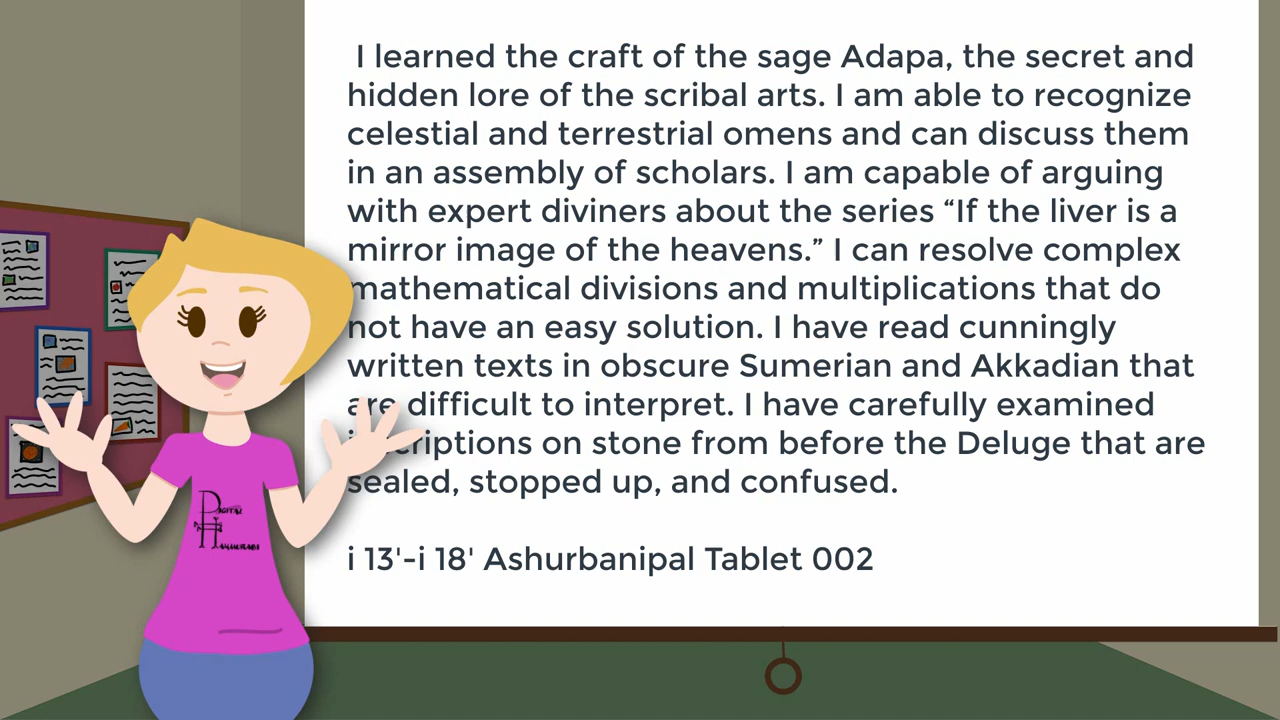 I learned the craft of the sage Adapa, the secret and
hidden lore of the scribal arts. I am able to recognize
celestial and terrestrial omens and can discuss them
in an assembly of scholars. I am capable of arguing
with expert diviners about the series “If the liver is a
mirror image of the heavens.” I can resolve complex
mathematical divisions and multiplications that do
not have an easy solution. I have read cunningly
written texts in obscure Sumerian and Akkadian that
are difficult to interpret. I have carefully examined
inscriptions on stone from before the Deluge that are
sealed, stopped up, and confused.
i 13'-i 18' Ashurbanipal Tablet 002
Digital
Hammurabi